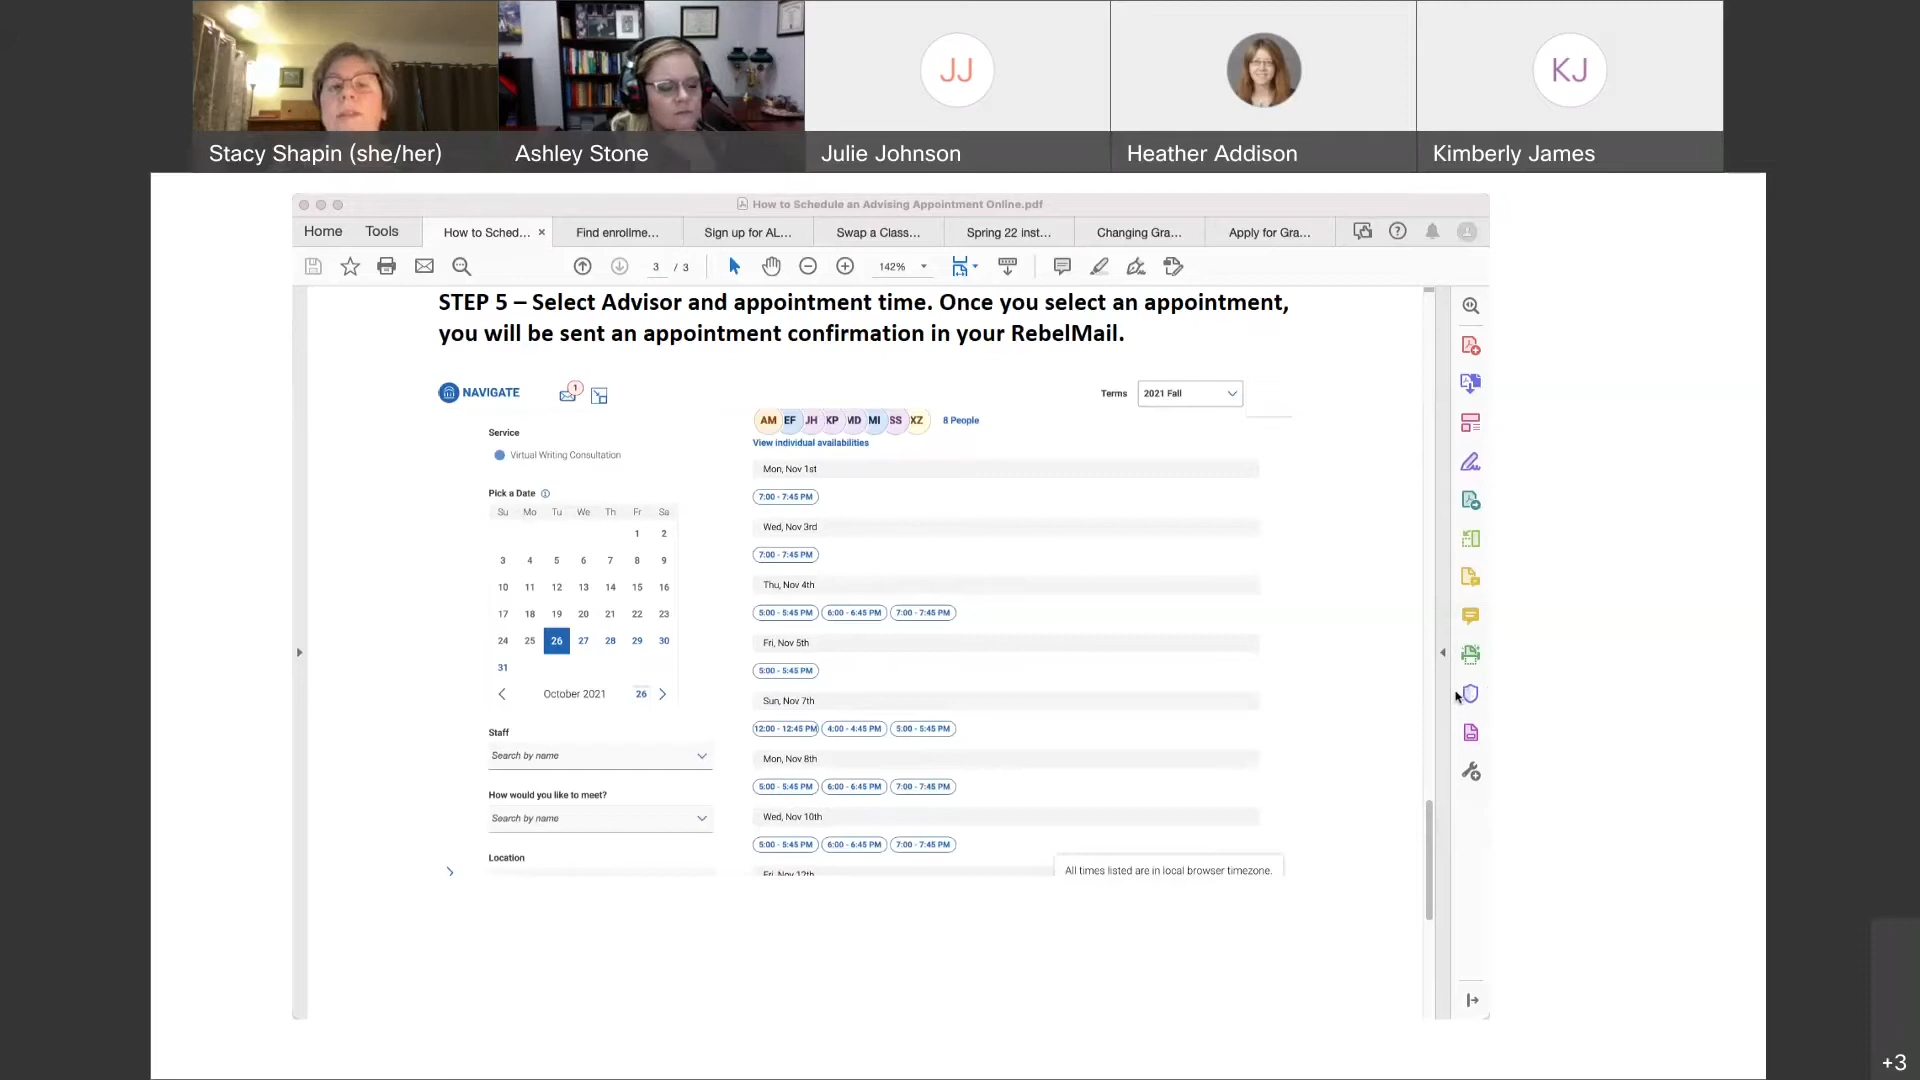 Stacy Shapin (she/her)
Ashley Stone
JJ
Julie Johnson
Heather Addison
KJ
Kimberly James
How to Schedule an Advising Appointment Online.pdf
Home Tools How to Sched... × Find enrollme... Sign up for AL... Swap a Class... Spring 22 inst... Changing Gra... Apply for Gra...
3 / 3 142%
STEP 5 – Select Advisor and appointment time. Once you select an appointment,
you will be sent an appointment confirmation in your RebelMail.
NAVIGATE 1 Terms 2021 Fall
AM EF JH KP MD MI SS XZ 8 People
View individual availabilities
Service
Virtual Writing Consultation
Pick a Date
Su Mo Tu We Th Fr Sa
1 2
3 4 5 6 7 8 9
10 11 12 13 14 15 16
17 18 19 20 21 22 23
24 25 26 27 28 29 30
31
October 2021 26
Staff
Search by name
How would you like to meet?
Search by name
Location
Mon, Nov 1st
7:00 - 7:45 PM
Wed, Nov 3rd
7:00 - 7:45 PM
Thu, Nov 4th
5:00 - 5:45 PM 6:00 - 6:45 PM 7:00 - 7:45 PM
Fri, Nov 5th
5:00 - 5:45 PM
Sun, Nov 7th
12:00 - 12:45 PM 4:00 - 4:45 PM 5:00 - 5:45 PM
Mon, Nov 8th
5:00 - 5:45 PM 6:00 - 6:45 PM 7:00 - 7:45 PM
Wed, Nov 10th
5:00 - 5:45 PM 6:00 - 6:45 PM 7:00 - 7:45 PM
Fri, Nov 12th
All times listed are in local browser timezone.
+3